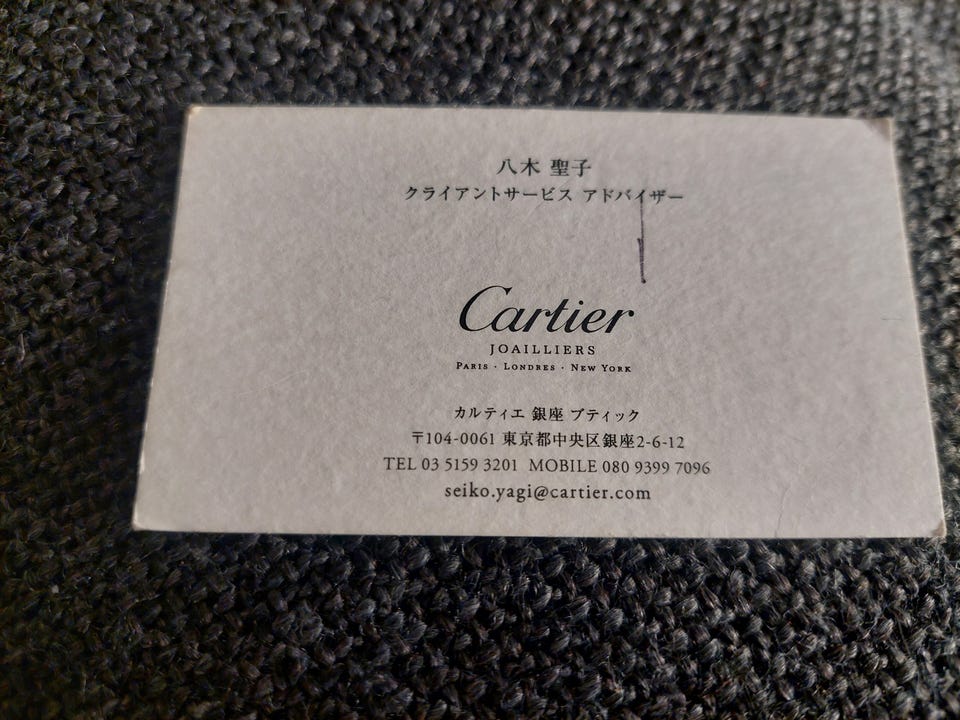 八木 聖子
クライアントサービス アドバイザー
Cartier
JOAILLIERS
PARIS · LONDRES · NEW YORK
カルティエ 銀座 ブティック
〒104-0061 東京都中央区銀座2-6-12
TEL 03 5159 3201 MOBILE 080 9399 7096
seiko.yagi@cartier.com